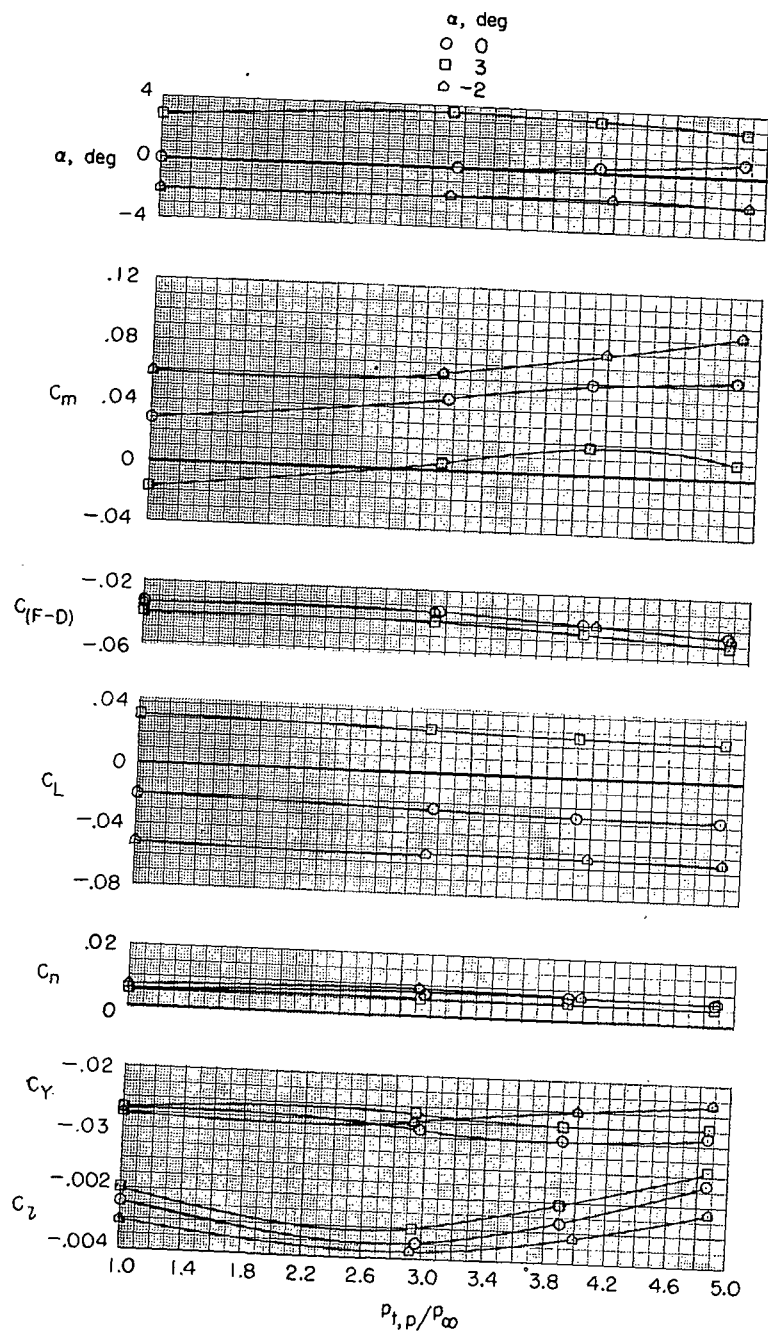 α, deg
○ 0
□ 3
⌓ -2
4
α, deg 0
-4
.12
.08
C_m .04
0
-.04
-.02
C_(F-D)
-.06
.04
0
C_L
-.04
-.08
.02
C_n
0
-.02
C_Y
-.03
-.002
C_l
-.004
1.0 1.4 1.8 2.2 2.6 3.0 3.4 3.8 4.2 4.6 5.0
p_t,p/p_∞